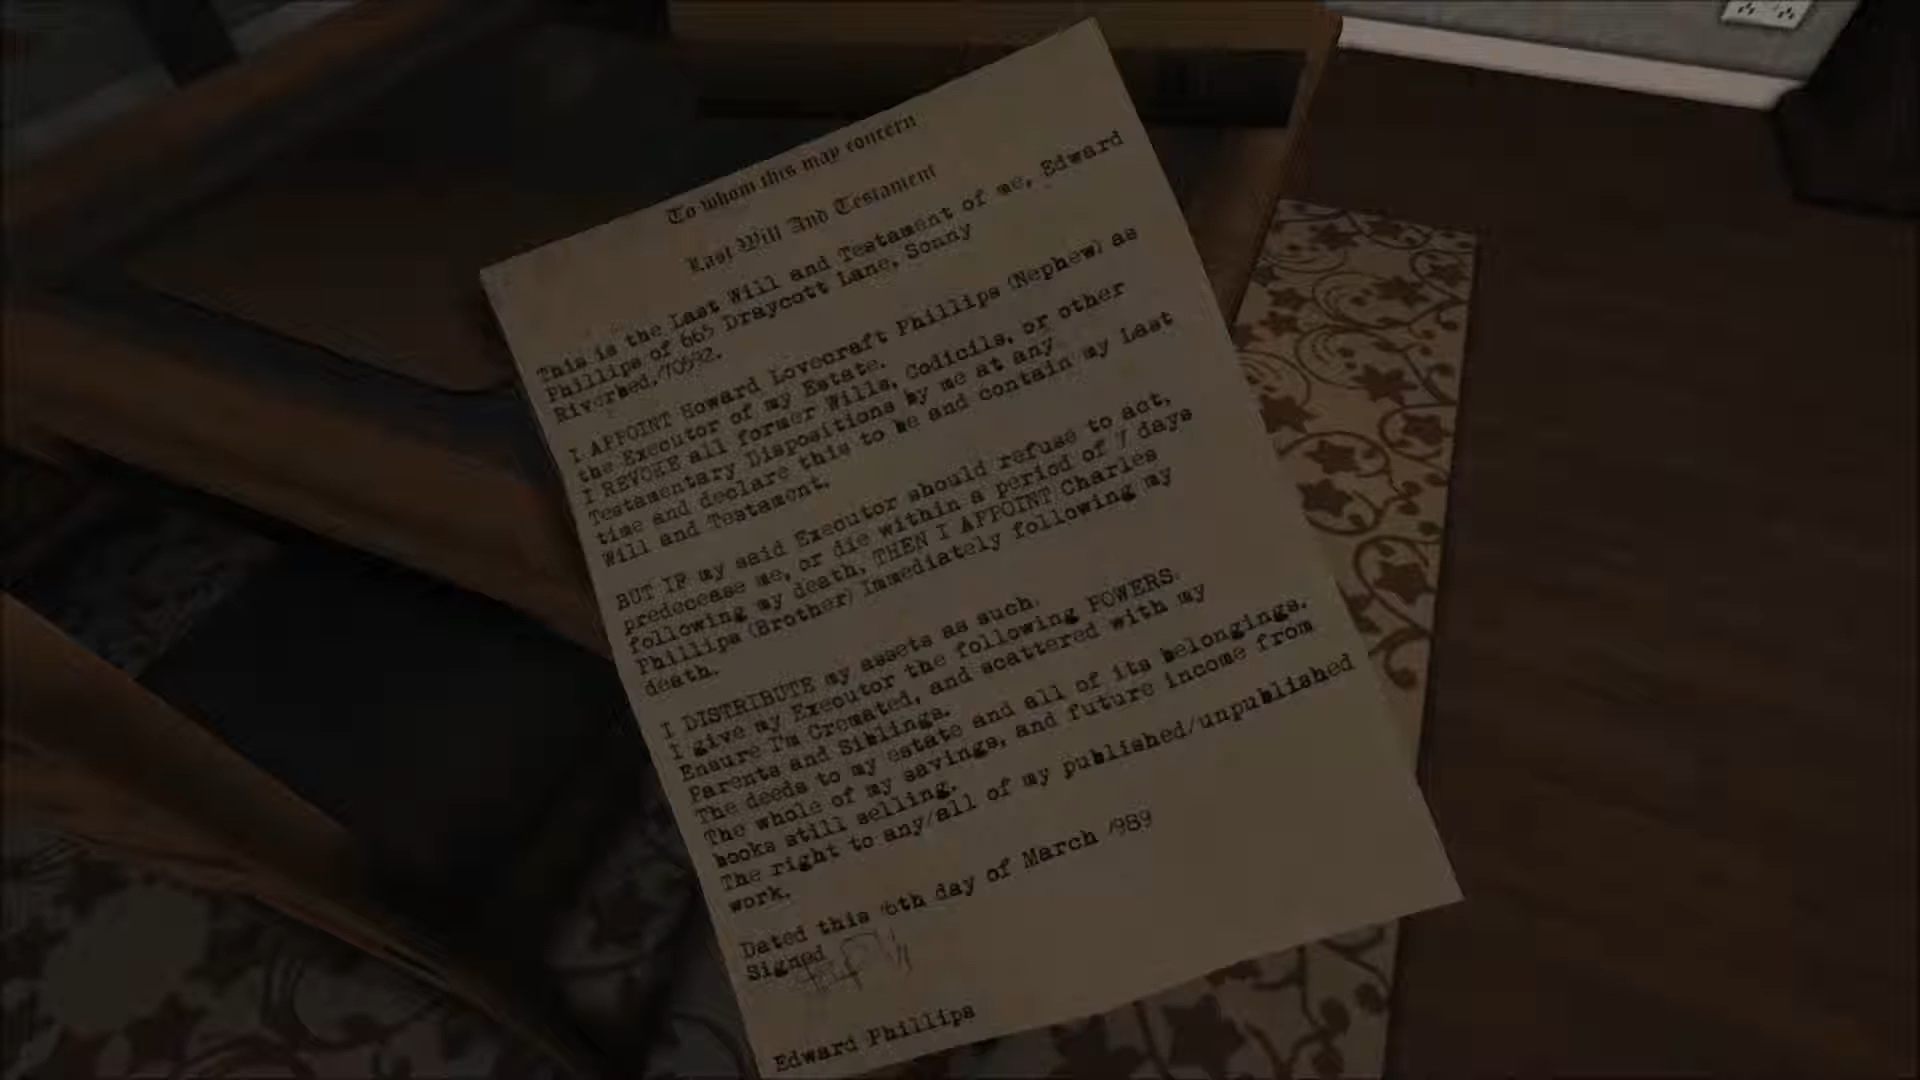 To whom this may concern
Last Will And Testament
This is the Last Will and Testament of me, Edward
Phillips of 665 Draycott Lane, Sonny
Riverbed, 70592.
I APPOINT Howard Lovecraft Phillips (Nephew) as
the Executor of my Estate.
I REVOKE all former Wills, Codicils, or other
Testamentary Dispositions by me at any
time and declare this to be and contain my Last
Will and Testament.
BUT IF my said Executor should refuse to act,
predecease me, or die within a period of 7 days
following my death, THEN I APPOINT Charles
Phillips (Brother) Immediately following my
death.
I DISTRIBUTE my assets as such.
I give my Executor the following POWERS.
Ensure I'm Cremated, and scattered with my
Parents and Siblings.
The deeds to my estate and all of its belongings.
The whole of my savings, and future income from
books still selling.
The right to any/all of my published/unpublished
work.
Dated this 16th day of March 1989
Signed
Edward Phillips